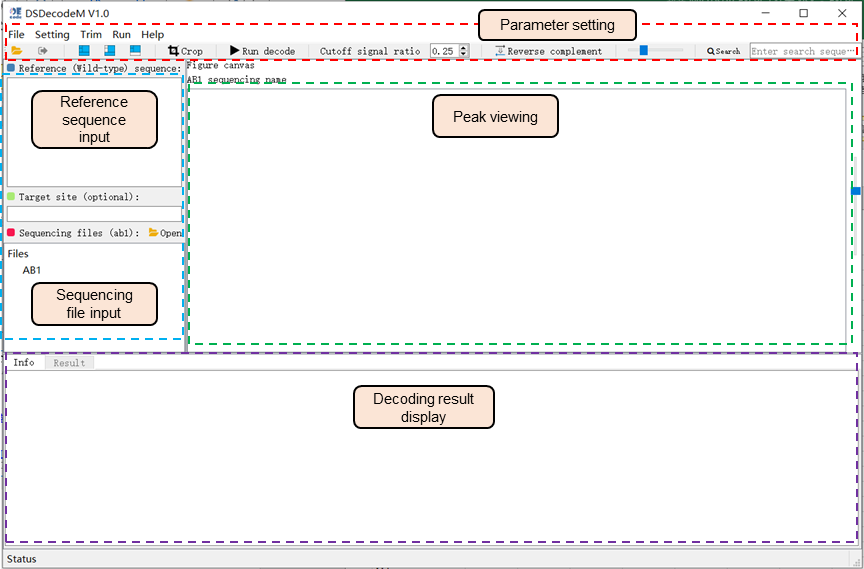 DSDecodeM V1.0
Parameter setting
File Setting Trim Run Help
Crop Run decode Cutoff signal ratio 0.25 Reverse complement Search Enter search seque⋯
Reference (Wild-type) sequence:
Figure canvas
AB1 sequencing name
Reference
sequence
input
Peak viewing
Target site (optional):
Sequencing files (ab1): Open
Files
AB1
Sequencing
file input
Info Result
Decoding result
display
Status